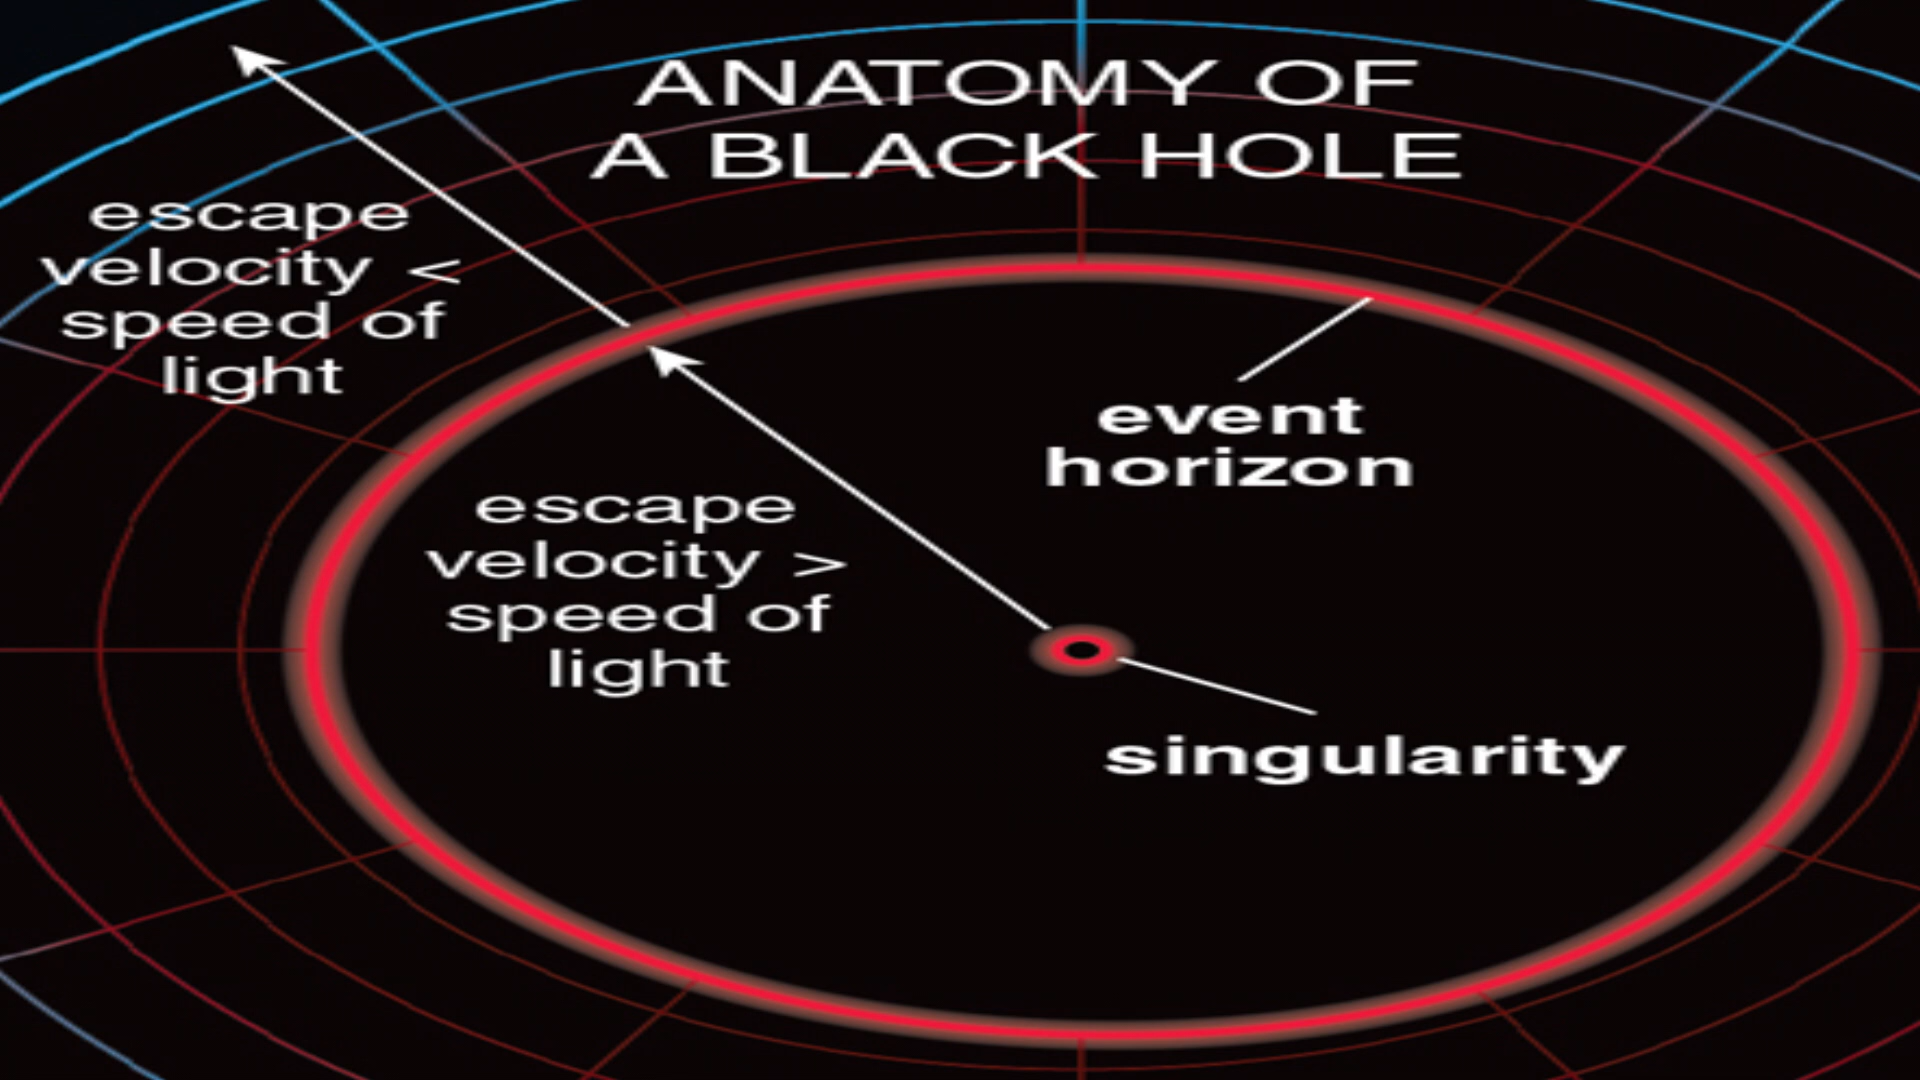 ANATOMY OF
A BLACK HOLE
escape
velocity <
speed of
light
event
horizon
escape
velocity >
speed of
light
singularity